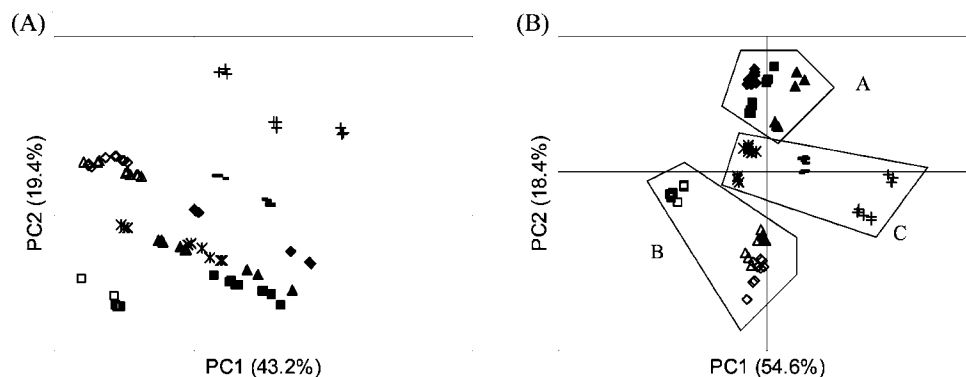 (A)
PC2 (19.4%)
PC1 (43.2%)
(B)
PC2 (18.4%)
A
B
C
PC1 (54.6%)